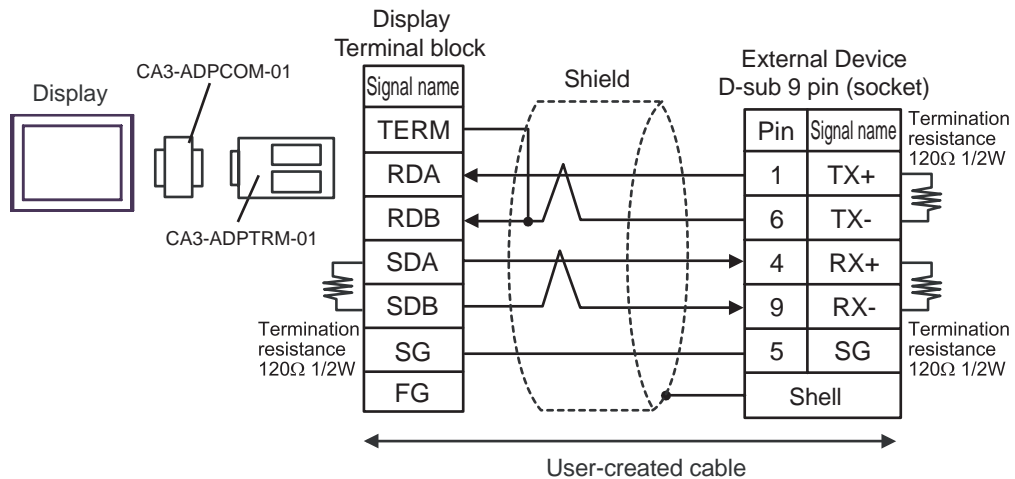 Display
Terminal block
CA3-ADPCOM-01
Display
CA3-ADPTRM-01
Signal name
TERM
RDA
RDB
SDA
SDB
SG
FG
Termination
resistance
120Ω 1/2W
Shield
External Device
D-sub 9 pin (socket)
Pin Signal name
1 TX+
6 TX-
4 RX+
9 RX-
5 SG
Shell
Termination
resistance
120Ω 1/2W
Termination
resistance
120Ω 1/2W
User-created cable